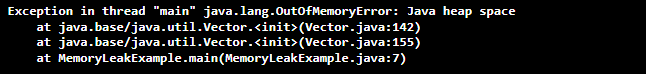 Exception in thread "main" java.lang.OutOfMemoryError: Java heap space
at java.base/java.util.Vector.<init>(Vector.java:142)
at java.base/java.util.Vector.<init>(Vector.java:155)
at MemoryLeakExample.main(MemoryLeakExample.java:7)